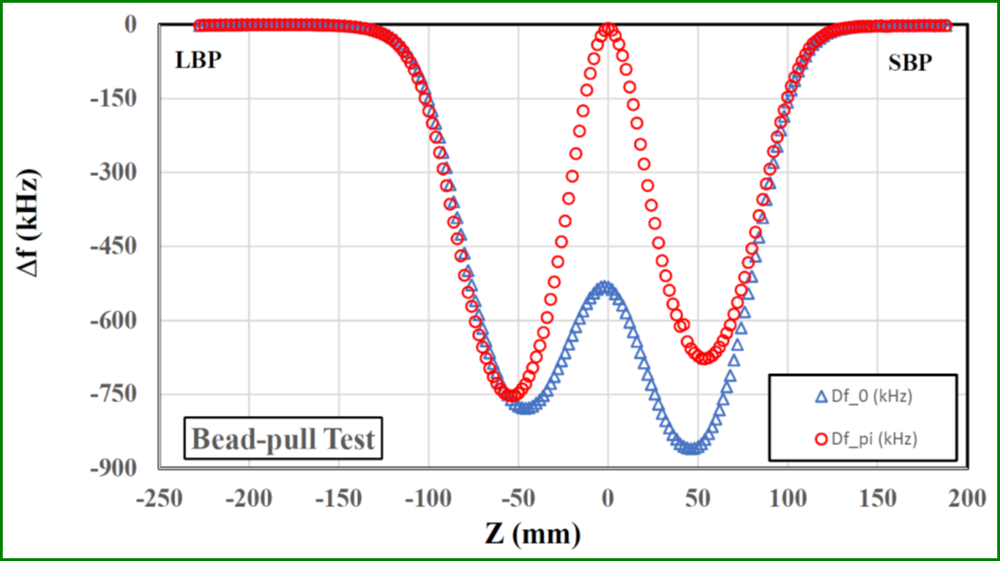 -0
-150
-300
-450
-600
-750
-900
Δf (kHz)
LBP
SBP
Df_0 (kHz)
Df_pi (kHz)
Bead-pull Test
-250 -200 -150 -100 -50 0 50 100 150 200
Z (mm)